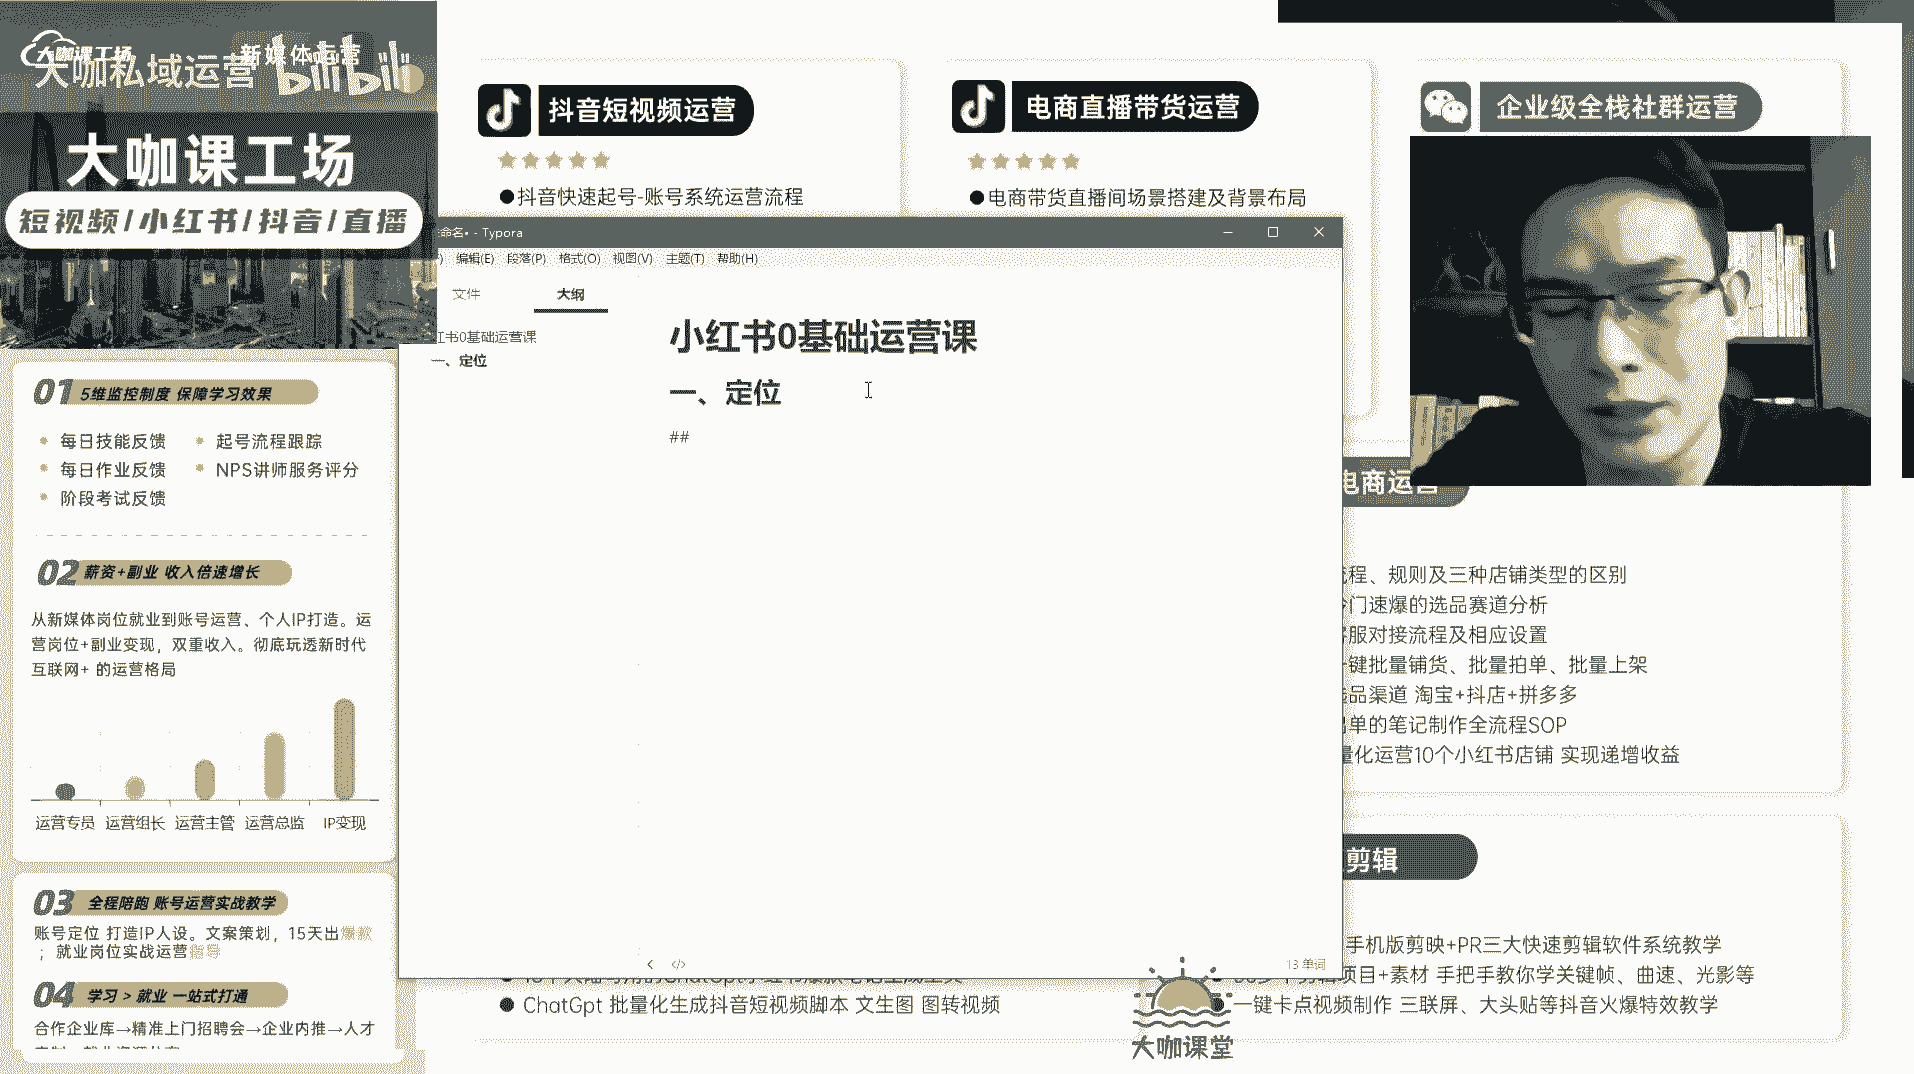 大咖课工场
新媒体运营
大咖私域运营
bilibili
大咖课工场
短视频/小红书/抖音/直播
01 5维监控制度 保障学习效果
每日技能反馈
起号流程跟踪
每日作业反馈
NPS讲师服务评分
阶段考试反馈
02 薪资+副业 收入倍速增长
从新媒体岗位就业到账号运营、个人IP打造。运
营岗位+副业变现，双重收入。彻底玩透新时代
互联网+ 的运营格局
运营专员 运营组长 运营主管 运营总监 IP变现
03 全程陪跑 账号运营实战教学
账号定位 打造IP人设。文案策划，15天出爆款
；就业岗位实战运营指导
04 学习 > 就业 一站式打通
合作企业库→精准上门招聘会→企业内推→人才
抖音短视频运营
●抖音快速起号-账号系统运营流程
电商直播带货运营
●电商带货直播间场景搭建及背景布局
企业级全栈社群运营
命名• - Typora
) 编辑(E) 段落(P) 格式(O) 视图(V) 主题(T) 帮助(H)
文件 大纲
红书0基础运营课
一、定位
小红书0基础运营课
一、定位
##
</> 13 单词
电商运营
流程、规则及三种店铺类型的区别
冷门速爆的选品赛道分析
客服对接流程及相应设置
一键批量铺货、批量拍单、批量上架
选品渠道 淘宝+抖店+拼多多
出单的笔记制作全流程SOP
量化运营10个小红书店铺 实现递增收益
剪辑
手机版剪映+PR三大快速剪辑软件系统教学
项目+素材 手把手教你学关键帧、曲速、光影等
一键卡点视频制作 三联屏、大头贴等抖音火爆特效教学
● ChatGpt 批量化生成抖音短视频脚本 文生图 图转视频
大咖课堂